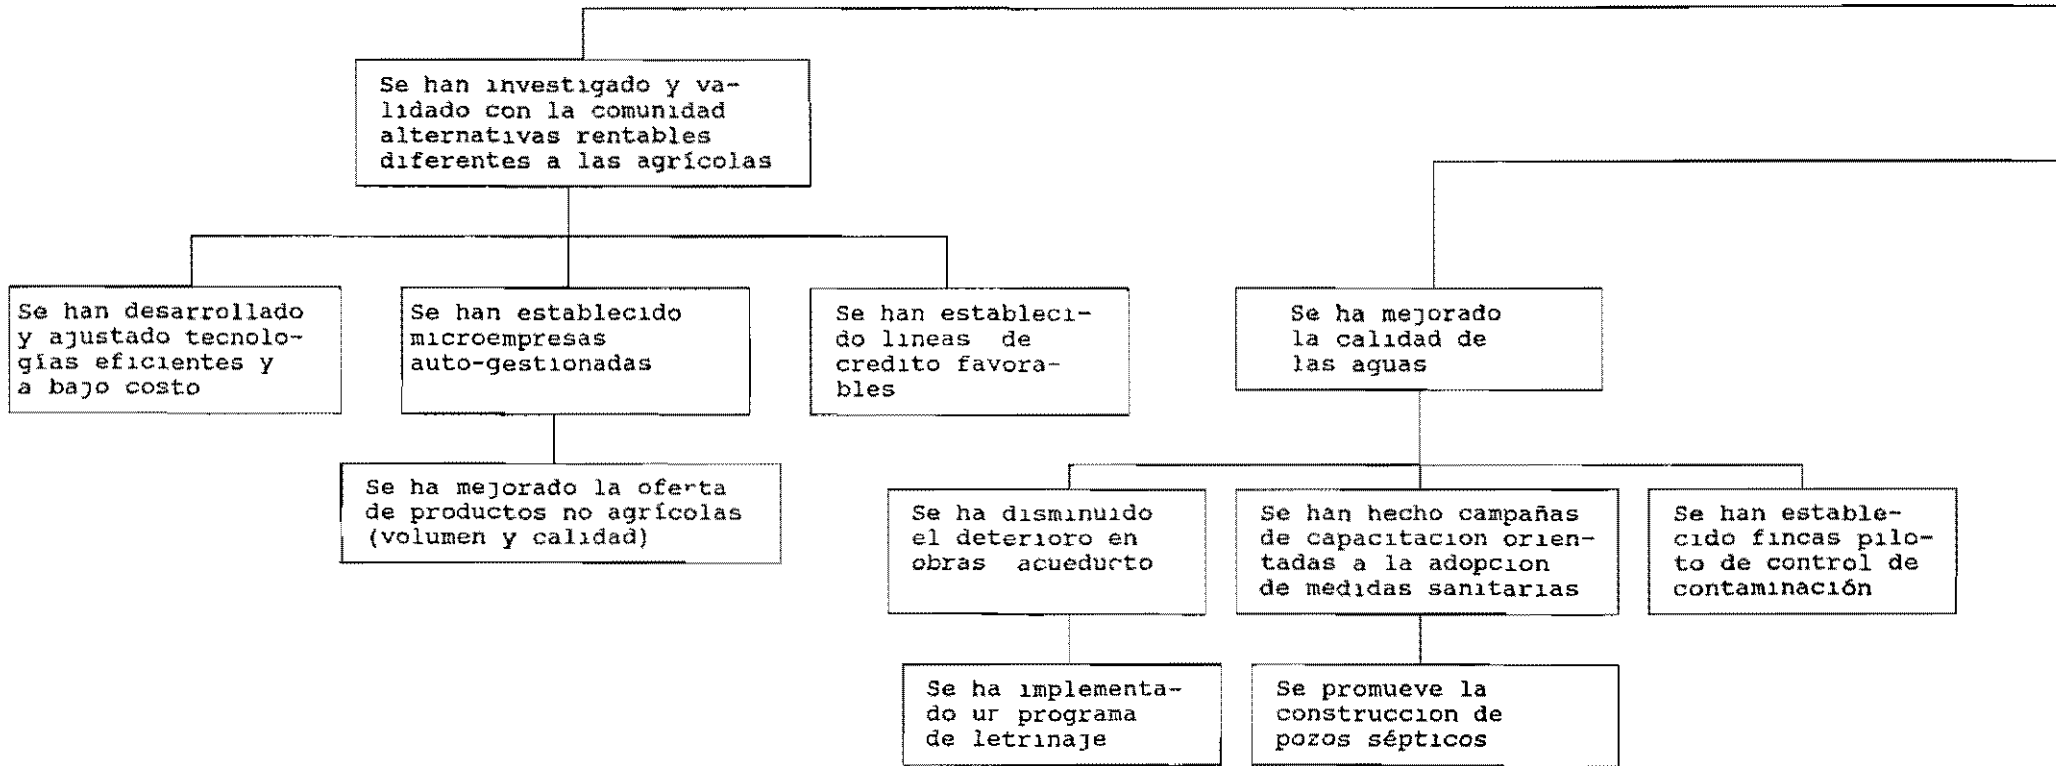 Se han investigado y va-
lidado con la comunidad
alternativas rentables
diferentes a las agrícolas
Se han desarrollado
y ajustado tecnolo-
gías eficientes y
a bajo costo
Se han establecido
microempresas
auto-gestionadas
Se han estableci-
do lineas de
credito favora-
bles
Se ha mejorado
la calidad de
las aguas
Se ha mejorado la oferta
de productos no agrícolas
(volumen y calidad)
Se ha disminuido
el deterioro en
obras acueducto
Se han hecho campañas
de capacitacion orien-
tadas a la adopcion
de medidas sanitarias
Se han estable-
cido fincas pilo-
to de control de
contaminación
Se ha implementa-
do un programa
de letrinaje
Se promueve la
construccion de
pozos sépticos